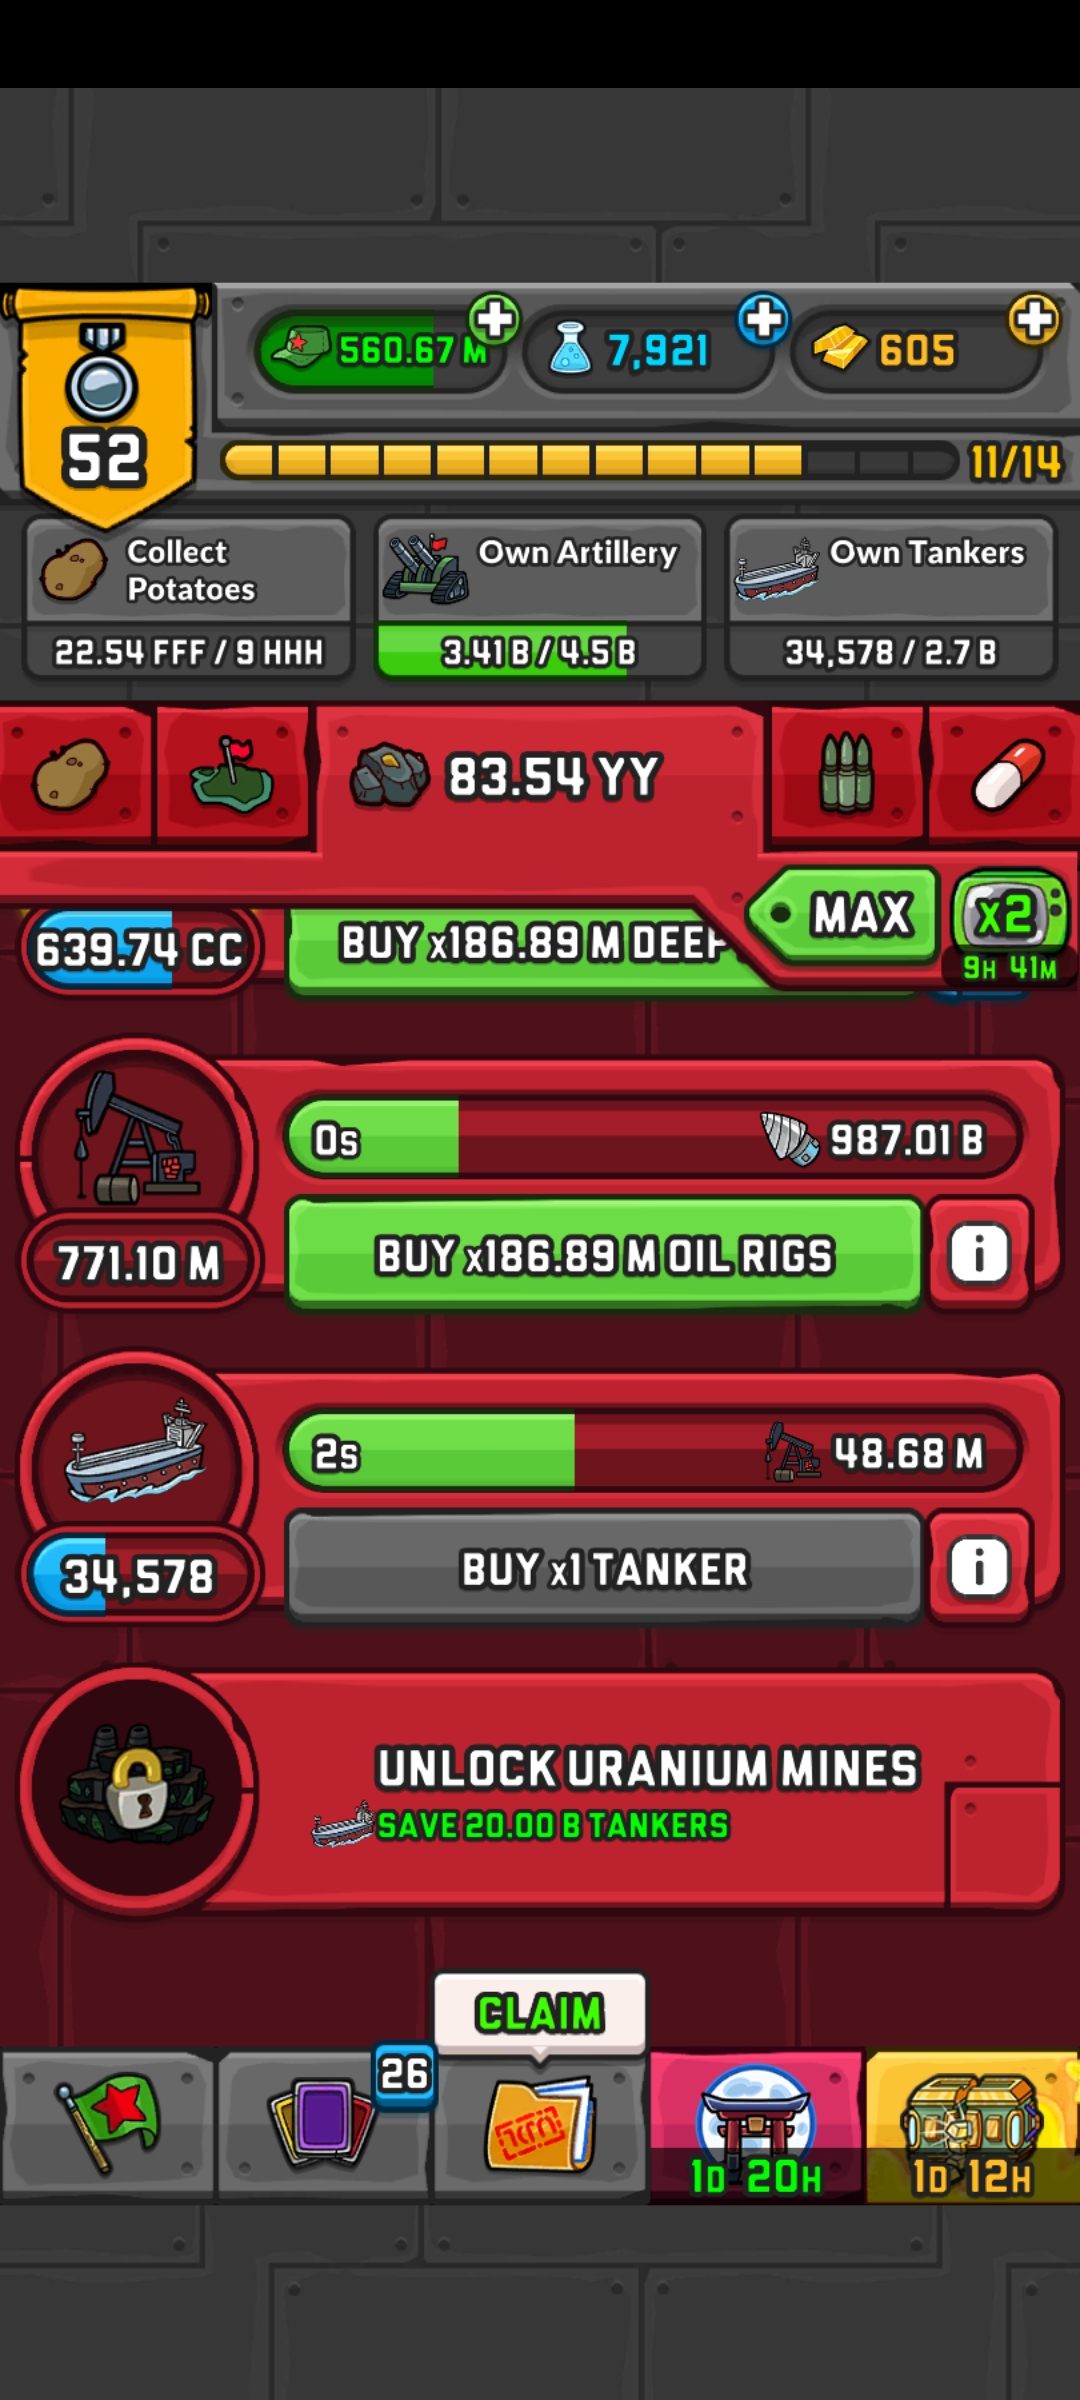 560.67 M
7,921
605
52
11/14
Collect
Potatoes
22.54 FFF / 9 HHH
Own Artillery
3.41 B / 4.5 B
Own Tankers
34,578 / 2.7 B
83.54 YY
MAX
x2
9H 41M
639.74 CC
BUY x186.89 M DEEP
0s
987.01 B
771.10 M
BUY x186.89 M OIL RIGS
i
2s
48.68 M
34,578
BUY x1 TANKER
i
UNLOCK URANIUM MINES
SAVE 20.00 B TANKERS
CLAIM
26
1D 20H
1D 12H